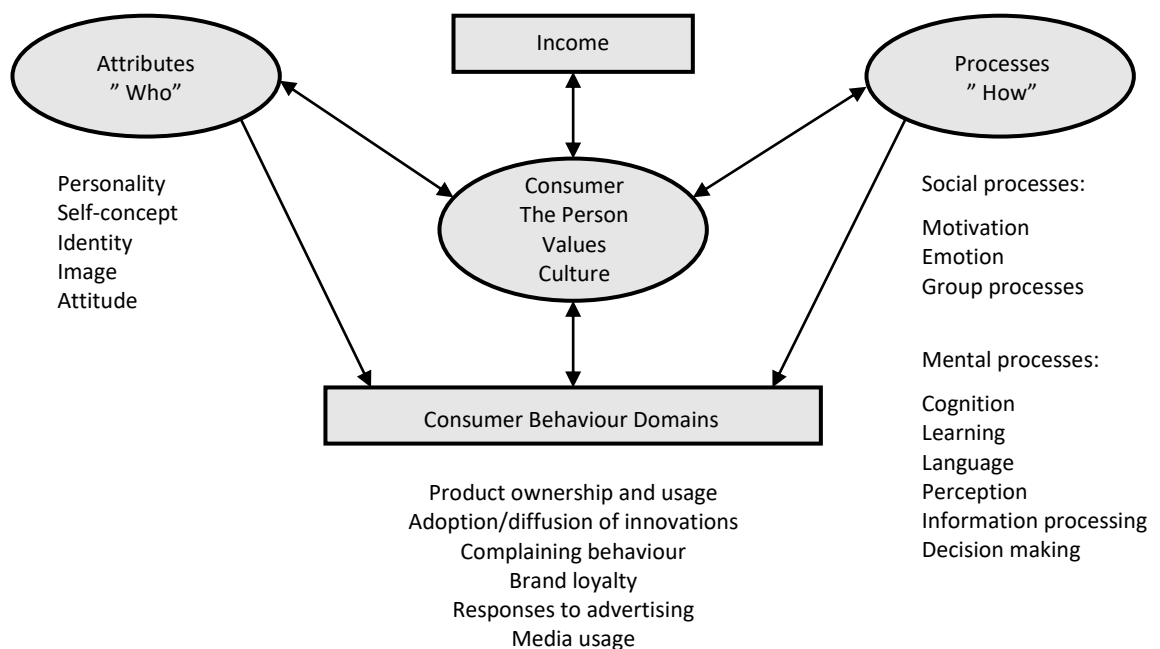 Attributes
” Who”
Income
Processes
” How”
Personality
Self-concept
Identity
Image
Attitude
Consumer
The Person
Values
Culture
Social processes:
Motivation
Emotion
Group processes
Mental processes:
Cognition
Learning
Language
Perception
Information processing
Decision making
Consumer Behaviour Domains
Product ownership and usage
Adoption/diffusion of innovations
Complaining behaviour
Brand loyalty
Responses to advertising
Media usage